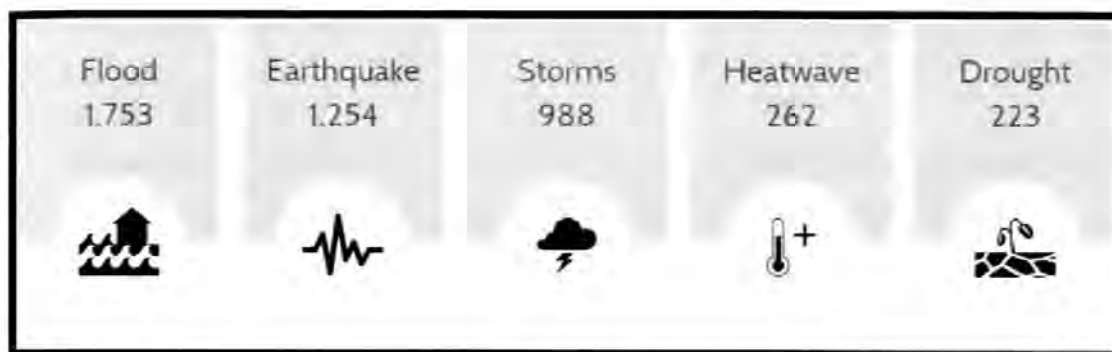 Flood
1.753
Earthquake
1.254
Storms
988
Heatwave
262
Drought
223